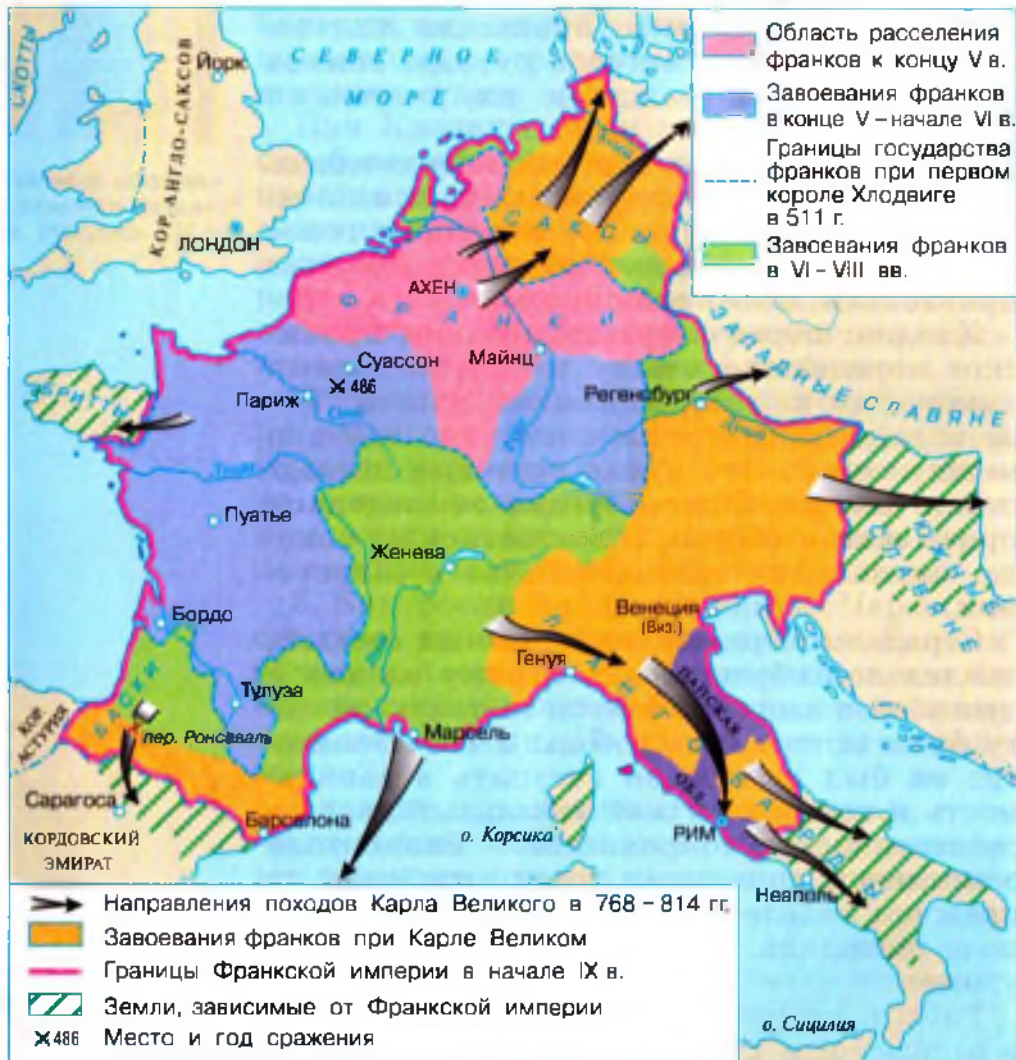 Область расселения
франков к концу V в.
Завоевания франков
в конце V – начале VI в.
Границы государства
франков при первом
короле Хлодвиге
в 511 г.
Завоевания франков
в VI – VIII вв.
СЕВЕРНОЕ
МОРЕ
СКОТТЫ
Йорк
КОР. АНГЛО-САКСОВ
ЛОНДОН
САКСЫ
АХЕН
ФРАНКИ
Суассон
486
Майнц
Париж
Регенсбург
ЗАПАДНЫЕ СЛАВЯНЕ
БРИТТЫ
Пуатье
Женева
ЮЖНЫЕ
СЛАВЯНЕ
Бордо
Венеция
(Виз.)
Генуя
ЛАНГОБАРДЫ
ПАПСКАЯ
ОБЛ.
Тулуза
БАСКИ
КОР.
АСТУРИЯ
пер. Ронсеваль
Марсель
Сарагоса
Барселона
КОРДОВСКИЙ
ЭМИРАТ
о. Корсика
РИМ
Неаполь
о. Сицилия
Направления походов Карла Великого в 768 – 814 гг.
Завоевания франков при Карле Великом
Границы Франкской империи в начале IX в.
Земли, зависимые от Франкской империи
486 Место и год сражения